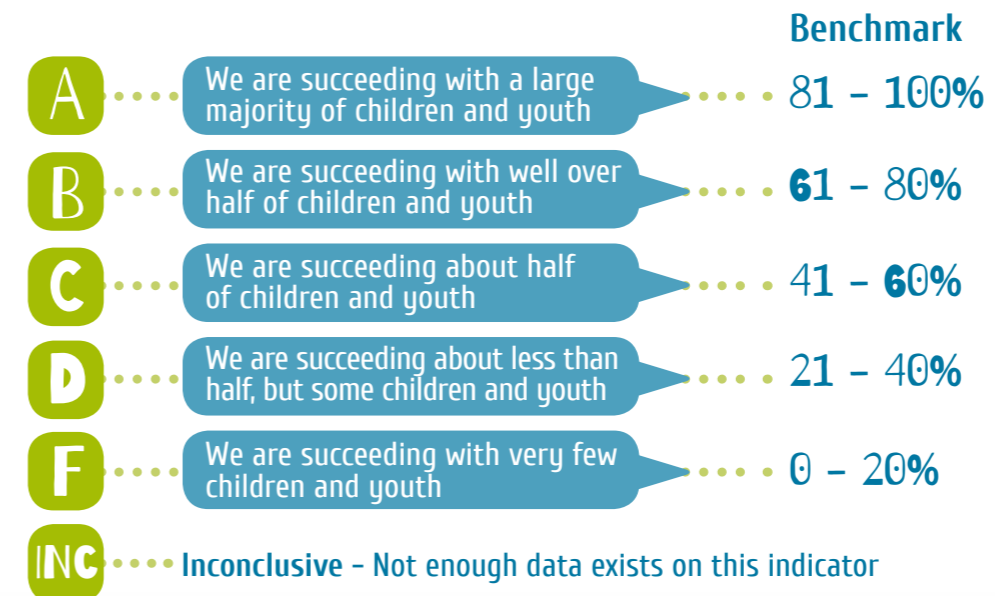 Benchmark
A We are succeeding with a large
majority of children and youth 81 – 100%
B We are succeeding with well over
half of children and youth 61 – 80%
C We are succeeding about half
of children and youth 41 – 60%
D We are succeeding about less than
half, but some children and youth 21 – 40%
F We are succeeding with very few
children and youth 0 – 20%
INC Inconclusive – Not enough data exists on this indicator